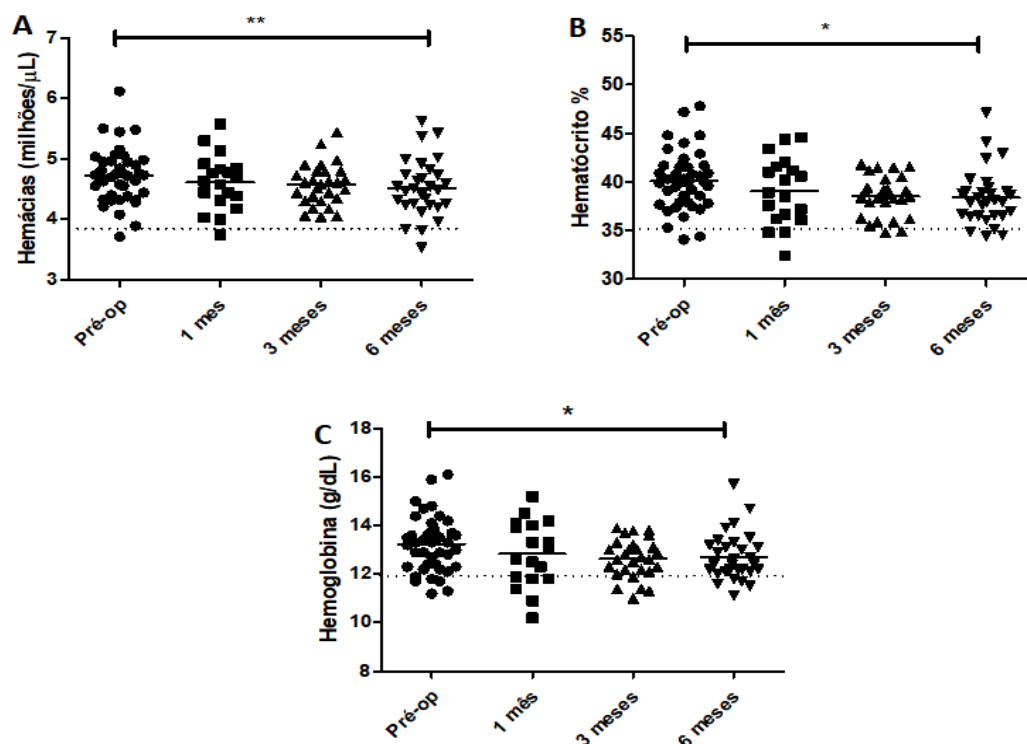 A
**
Hemácias (milhões/μL)
7
6
5
4
3
Pré-op
1 mes
3 meses
6 meses
B
*
Hematócrito %
55
50
45
40
35
30
Pré-op
1 mês
3 meses
6 meses
C
*
Hemoglobina (g/dL)
18
16
14
12
10
8
Pré-op
1 mês
3 meses
6 meses